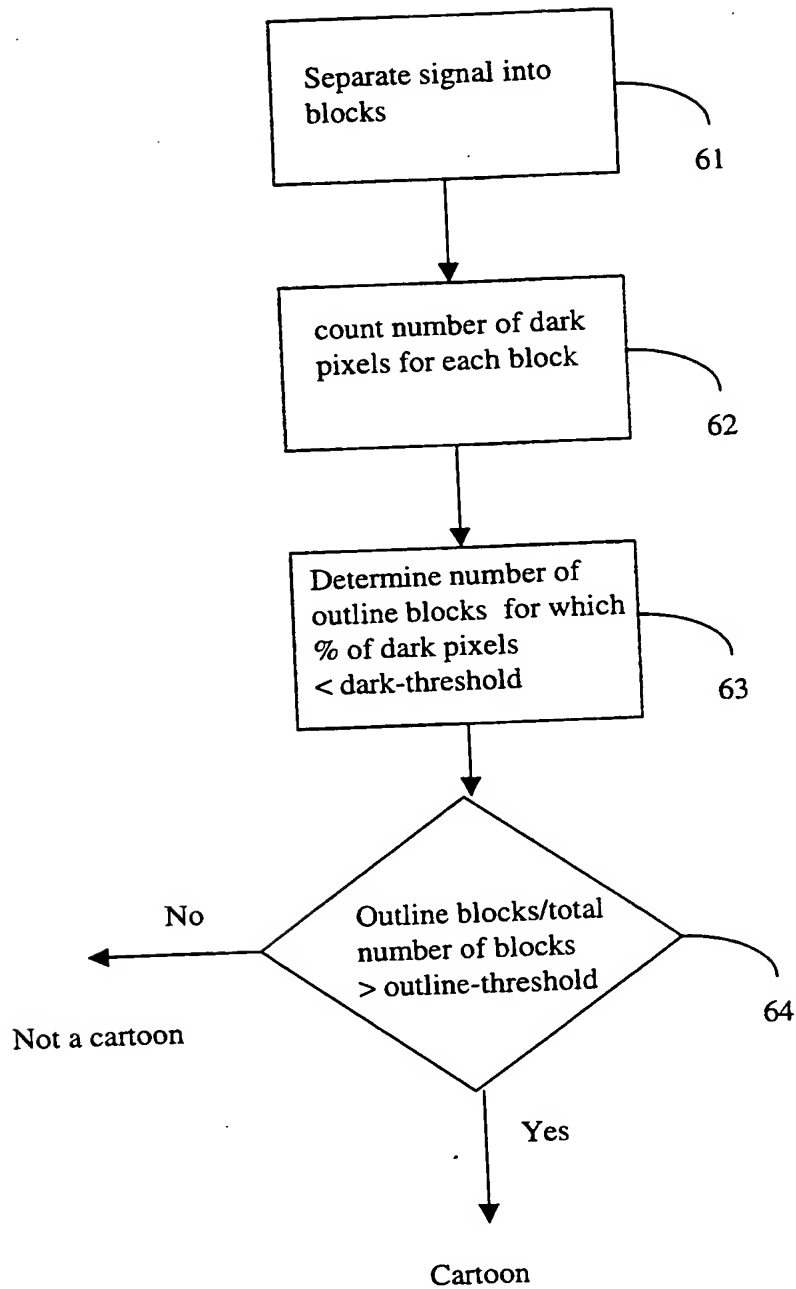 Separate signal into
blocks
61
count number of dark
pixels for each block
62
Determine number of
outline blocks for which
% of dark pixels
< dark-threshold
63
No
Outline blocks/total
number of blocks
> outline-threshold
64
Not a cartoon
Yes
Cartoon